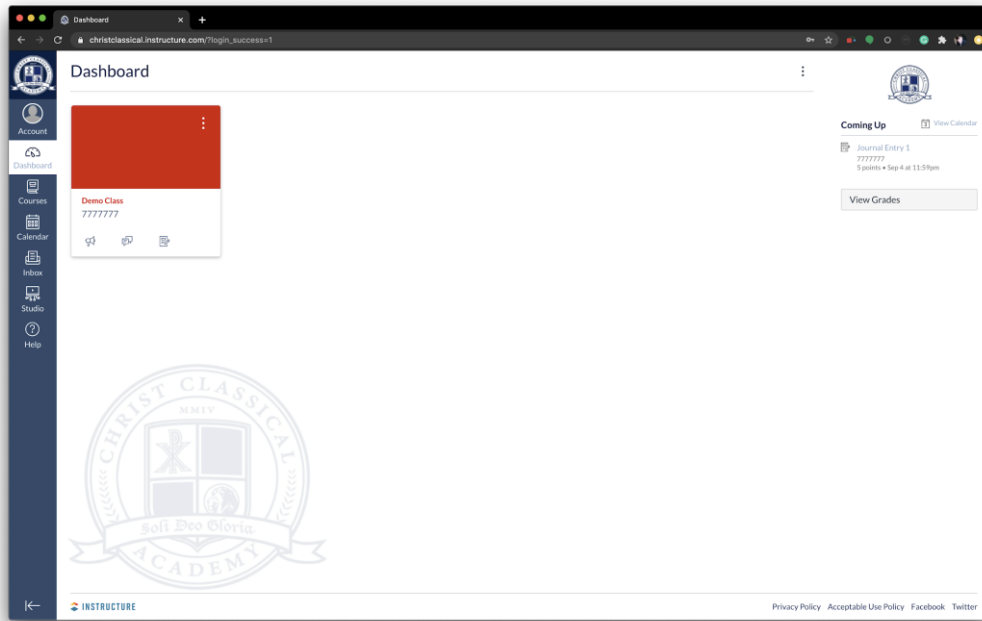 Dashboard
christclassical.instructure.com/?login_success=1
Account
Dashboard
Courses
Calendar
Inbox
Studio
Help
Dashboard
Demo Class
7777777
Coming Up
View Calendar
Journal Entry 1
7777777
5 points • Sep 4 at 11:59pm
View Grades
CHRIST CLASSICAL
MMIV
Soli Deo Gloria
ACADEMY
INSTRUCTURE
Privacy Policy Acceptable Use Policy Facebook Twitter